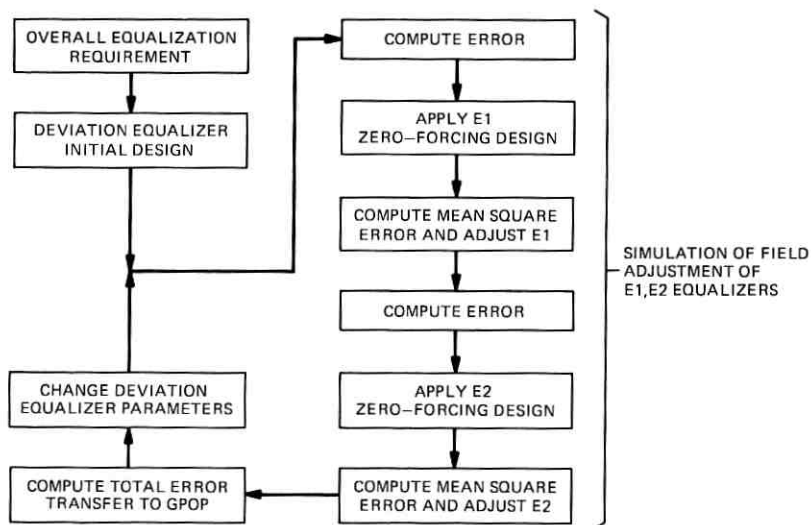 OVERALL EQUALIZATION
REQUIREMENT
DEVIATION EQUALIZER
INITIAL DESIGN
COMPUTE ERROR
APPLY E1
ZERO–FORCING DESIGN
COMPUTE MEAN SQUARE
ERROR AND ADJUST E1
COMPUTE ERROR
APPLY E2
ZERO–FORCING DESIGN
COMPUTE MEAN SQUARE
ERROR AND ADJUST E2
COMPUTE TOTAL ERROR
TRANSFER TO GPOP
CHANGE DEVIATION
EQUALIZER PARAMETERS
SIMULATION OF FIELD
ADJUSTMENT OF
E1,E2 EQUALIZERS